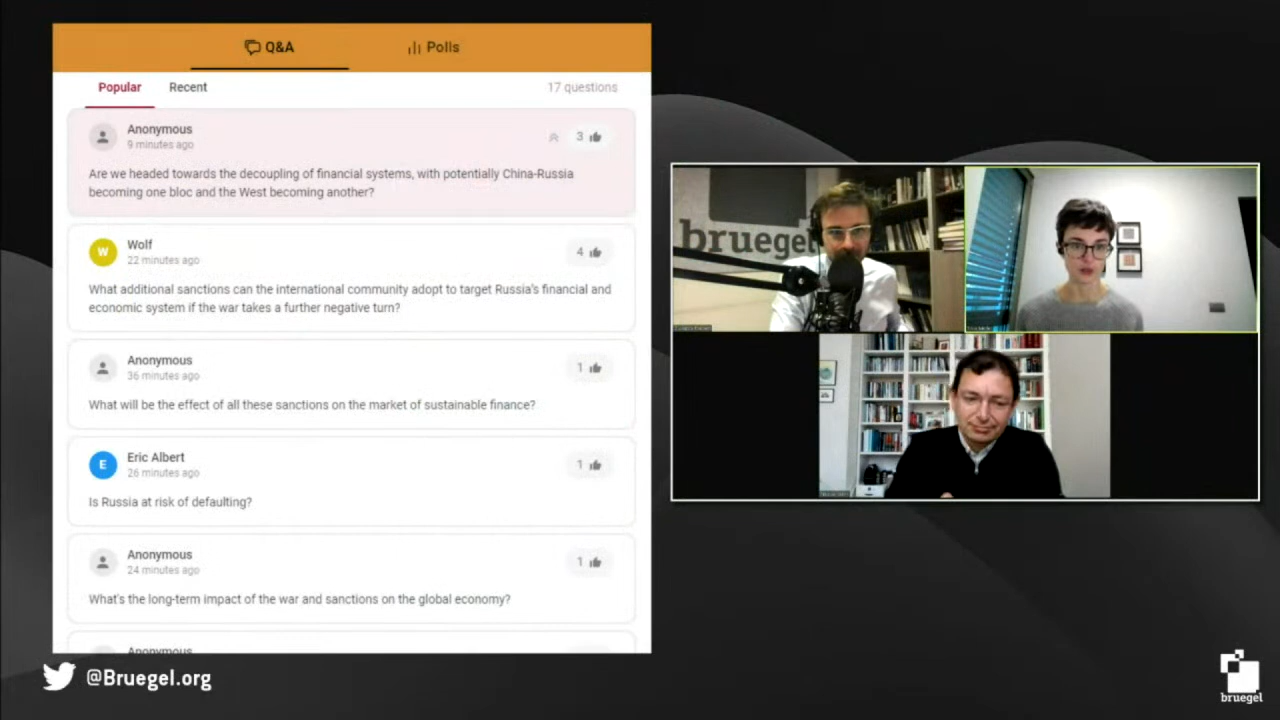 Q&A
Polls
Popular
Recent
17 questions
Anonymous
9 minutes ago
3
Are we headed towards the decoupling of financial systems, with potentially China-Russia
becoming one bloc and the West becoming another?
W
Wolf
22 minutes ago
4
What additional sanctions can the international community adopt to target Russia's financial and
economic system if the war takes a further negative turn?
Anonymous
36 minutes ago
1
What will be the effect of all these sanctions on the market of sustainable finance?
E
Eric Albert
26 minutes ago
1
Is Russia at risk of defaulting?
Anonymous
24 minutes ago
1
What's the long-term impact of the war and sanctions on the global economy?
Anonymous
bruegel
@Bruegel.org
bruegel